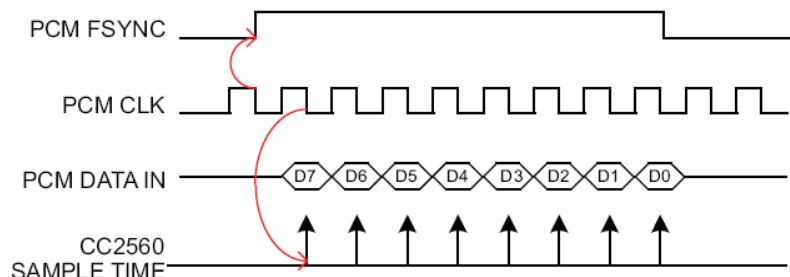 PCM FSYNC
PCM CLK
PCM DATA IN
D7 D6 D5 D4 D3 D2 D1 D0
CC2560
SAMPLE TIME